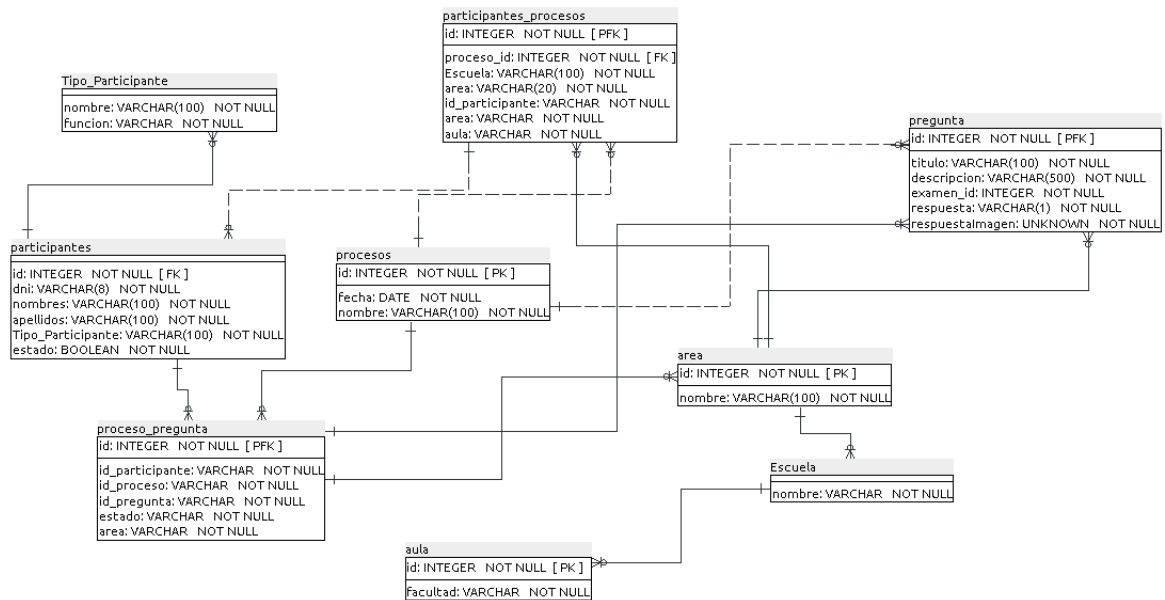 participantes_procesos
id: INTEGER NOT NULL [ PFK ]
proceso_id: INTEGER NOT NULL [ FK ]
Escuela: VARCHAR(100) NOT NULL
area: VARCHAR(20) NOT NULL
id_participante: VARCHAR NOT NULL
area: VARCHAR NOT NULL
aula: VARCHAR NOT NULL
Tipo_Participante
nombre: VARCHAR(100) NOT NULL
funcion: VARCHAR NOT NULL
pregunta
id: INTEGER NOT NULL [ PFK ]
titulo: VARCHAR(100) NOT NULL
descripcion: VARCHAR(500) NOT NULL
examen_id: INTEGER NOT NULL
respuesta: VARCHAR(1) NOT NULL
respuestaImagen: UNKNOWN NOT NULL
participantes
id: INTEGER NOT NULL [ FK ]
dni: VARCHAR(8) NOT NULL
nombres: VARCHAR(100) NOT NULL
apellidos: VARCHAR(100) NOT NULL
Tipo_Participante: VARCHAR(100) NOT NULL
estado: BOOLEAN NOT NULL
procesos
id: INTEGER NOT NULL [ PK ]
fecha: DATE NOT NULL
nombre: VARCHAR(100) NOT NULL
area
id: INTEGER NOT NULL [ PK ]
nombre: VARCHAR(100) NOT NULL
proceso_pregunta
id: INTEGER NOT NULL [ PFK ]
id_participante: VARCHAR NOT NULL
id_proceso: VARCHAR NOT NULL
id_pregunta: VARCHAR NOT NULL
estado: VARCHAR NOT NULL
area: VARCHAR NOT NULL
Escuela
nombre: VARCHAR NOT NULL
aula
id: INTEGER NOT NULL [ PK ]
facultad: VARCHAR NOT NULL